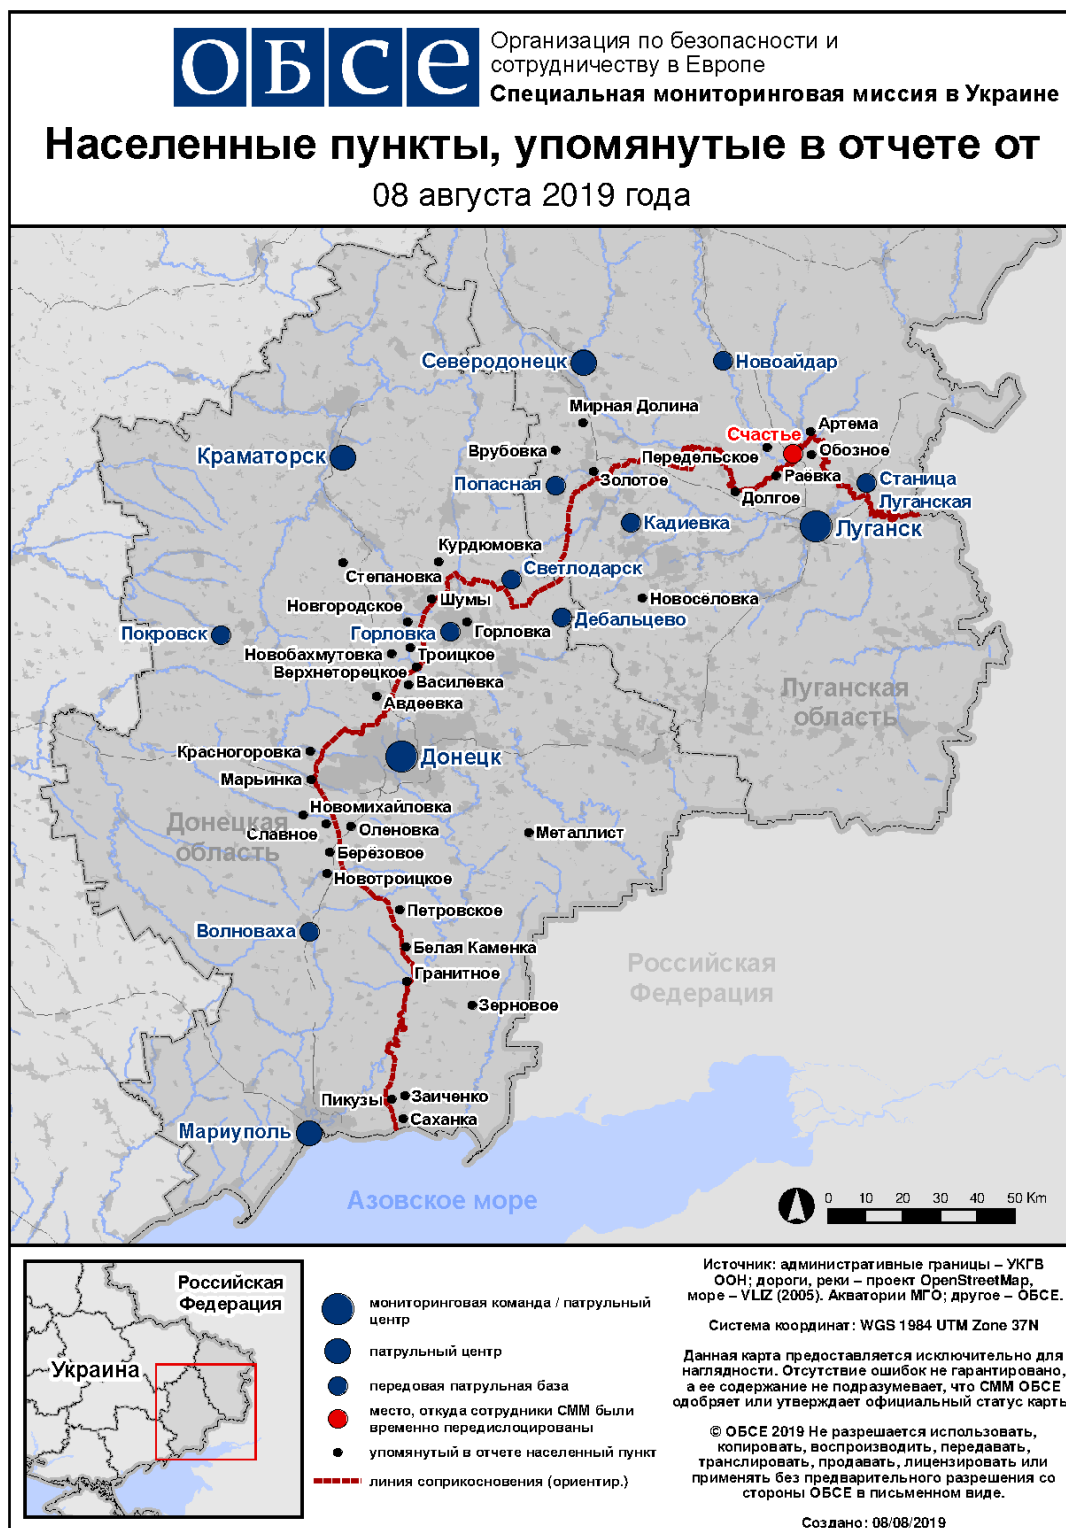 ОБСЕ
Организация по безопасности и
сотрудничеству в Европе
Специальная мониторинговая миссия в Украине
Населенные пункты, упомянутые в отчете от
08 августа 2019 года
Северодонецк
Новоайдар
Мирная Долина
Артема
Счастье
Обозное
Врубовка
Передельское
Краматорск
Золотое
Раёвка
Станица
Луганская
Попасная
Долгое
Кадиевка
Луганск
Курдюмовка
Светлодарск
Степановка
Шумы
Новосёловка
Новгородское
Дебальцево
Покровск
Горловка
Горловка
Новобахмутовка
Троицкое
Верхнеторецкое
Василевка
Луганская
область
Авдеевка
Красногоровка
Донецк
Марьинка
Новомихайловка
Донецкая
область
Славное
Оленовка
Металлист
Берёзовое
Новотроицкое
Петровское
Волноваха
Белая Каменка
Российская
Федерация
Гранитное
Зерновое
Пикузы
Заиченко
Саханка
Мариуполь
Азовское море
0 10 20 30 40 50 Km
Российская
Федерация
Украина
мониторинговая команда / патрульный
центр
патрульный центр
передовая патрульная база
место, откуда сотрудники СММ были
временно передислоцированы
упомянутый в отчете населенный пункт
линия соприкосновения (ориентир.)
Источник: административные границы – УКГВ
ООН; дороги, реки – проект OpenStreetMap,
море – VLIZ (2005). Акватории МГО; другое – ОБСЕ.
Система координат: WGS 1984 UTM Zone 37N
Данная карта предоставляется исключительно для
наглядности. Отсутствие ошибок не гарантировано,
а ее содержание не подразумевает, что СММ ОБСЕ
одобряет или утверждает официальный статус карты.
© ОБСЕ 2019 Не разрешается использовать,
копировать, воспроизводить, передавать,
транслировать, продавать, лицензировать или
применять без предварительного разрешения со
стороны ОБСЕ в письменном виде.
Создано: 08/08/2019